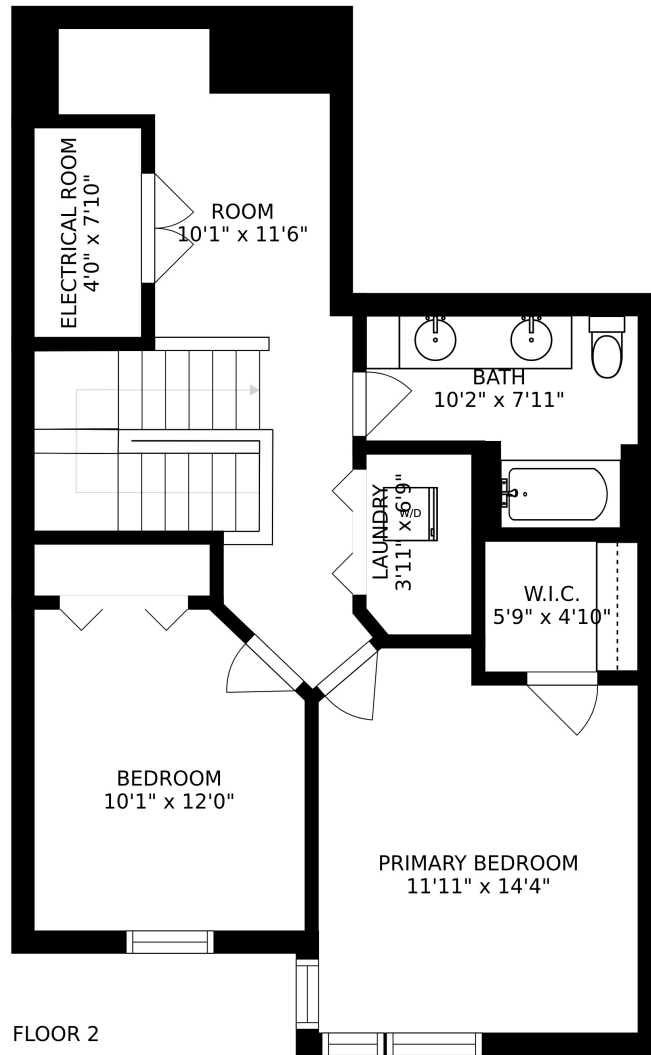 ELECTRICAL ROOM
4'0" x 7'10"
ROOM
10'1" x 11'6"
BATH
10'2" x 7'11"
LAUNDRY
3'11" x 6'9"
W/D
W.I.C.
5'9" x 4'10"
BEDROOM
10'1" x 12'0"
PRIMARY BEDROOM
11'11" x 14'4"
FLOOR 2